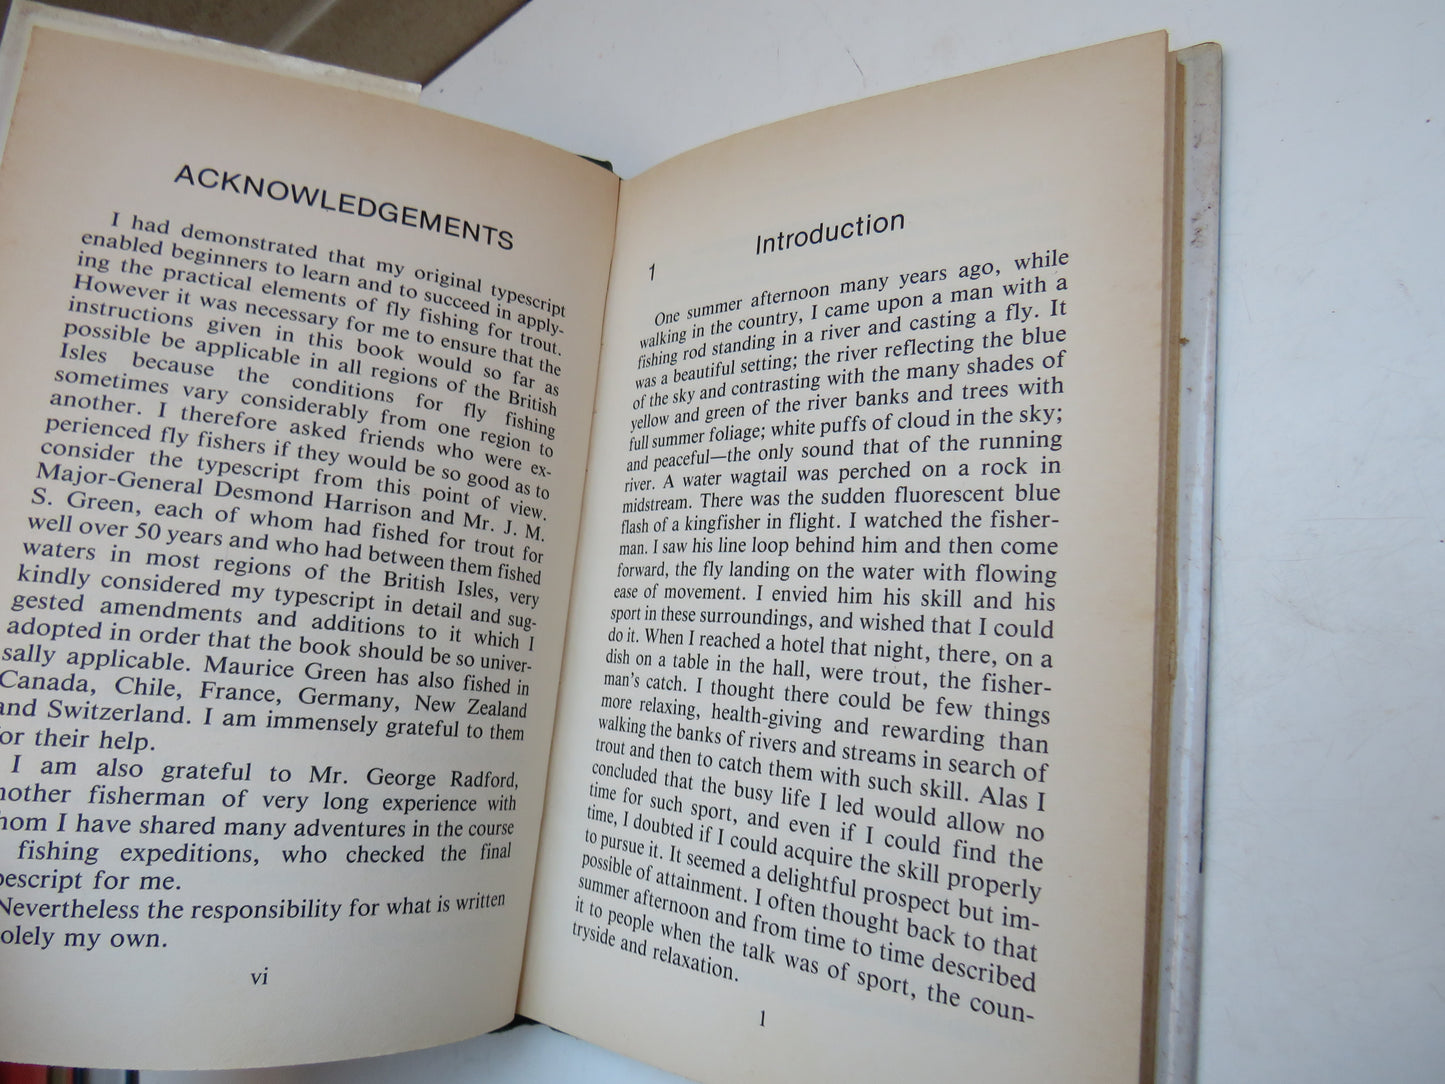 ACKNOWLEDGEMENTS
I had demonstrated that my original typescript
enabled beginners to learn and to succeed in apply-
ing the practical elements of fly fishing for trout.
However it was necessary for me to ensure that the
instructions given in this book would so far as
possible be applicable in all regions of the British
Isles because the conditions for fly fishing
sometimes vary considerably from one region to
another. I therefore asked friends who were ex-
perienced fly fishers if they would be so good as to
consider the typescript from this point of view.
Major-General Desmond Harrison and Mr. J. M.
S. Green, each of whom had fished for trout for
well over 50 years and who had between them fished
waters in most regions of the British Isles, very
kindly considered my typescript in detail and sug-
gested amendments and additions to it which I
adopted in order that the book should be so univer-
sally applicable. Maurice Green has also fished in
Canada, Chile, France, Germany, New Zealand
and Switzerland. I am immensely grateful to them
or their help.
I am also grateful to Mr. George Radford,
nother fisherman of very long experience with
hom I have shared many adventures in the course
fishing expeditions, who checked the final
pescript for me.
Nevertheless the responsibility for what is written
olely my own.
vi
Introduction
1
One summer afternoon many years ago, while
walking in the country, I came upon a man with a
fishing rod standing in a river and casting a fly. It
was a beautiful setting; the river reflecting the blue
of the sky and contrasting with the many shades of
yellow and green of the river banks and trees with
full summer foliage; white puffs of cloud in the sky;
and peaceful—the only sound that of the running
river. A water wagtail was perched on a rock in
midstream. There was the sudden fluorescent blue
flash of a kingfisher in flight. I watched the fisher-
man. I saw his line loop behind him and then come
forward, the fly landing on the water with flowing
ease of movement. I envied him his skill and his
sport in these surroundings, and wished that I could
do it. When I reached a hotel that night, there, on a
dish on a table in the hall, were trout, the fisher-
man's catch. I thought there could be few things
more relaxing, health-giving and rewarding than
walking the banks of rivers and streams in search of
trout and then to catch them with such skill. Alas I
concluded that the busy life I led would allow no
time for such sport, and even if I could find the
time, I doubted if I could acquire the skill properly
to pursue it. It seemed a delightful prospect but im-
possible of attainment. I often thought back to that
summer afternoon and from time to time described
it to people when the talk was of sport, the coun-
tryside and relaxation.
1